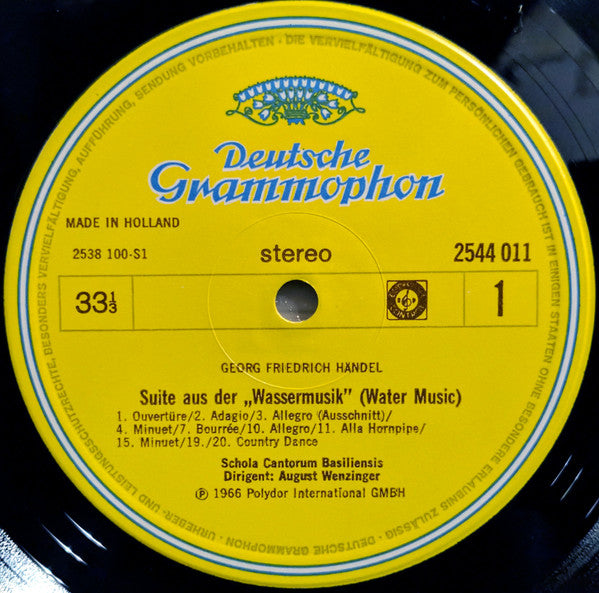 DEUTSCHE GRAMMOPHON · URHEBER- UND LEISTUNGSSCHUTZRECHTE, BESONDERS VERVIELFÄLTIGUNG, AUFFÜHRUNG, SENDUNG VORBEHALTEN · DIE VERVIELFÄLTIGUNG ZUM PERSÖNLICHEN GEBRAUCH IST IN EINIGEN STAATEN OHNE BESONDERE ERLAUBNIS ZULÄSSIG ·
Deutsche
Grammophon
MADE IN HOLLAND
2538 100-S1 stereo 2544 011
33⅓ 1
GEORG FRIEDRICH HÄNDEL
Suite aus der „Wassermusik” (Water Music)
1. Ouvertüre/2. Adagio/3. Allegro (Ausschnitt)/
4. Minuet/7. Bourrée/10. Allegro/11. Alla Hornpipe/
15. Minuet/19./20. Country Dance
Schola Cantorum Basiliensis
Dirigent: August Wenzinger
Ⓟ 1966 Polydor International GMBH